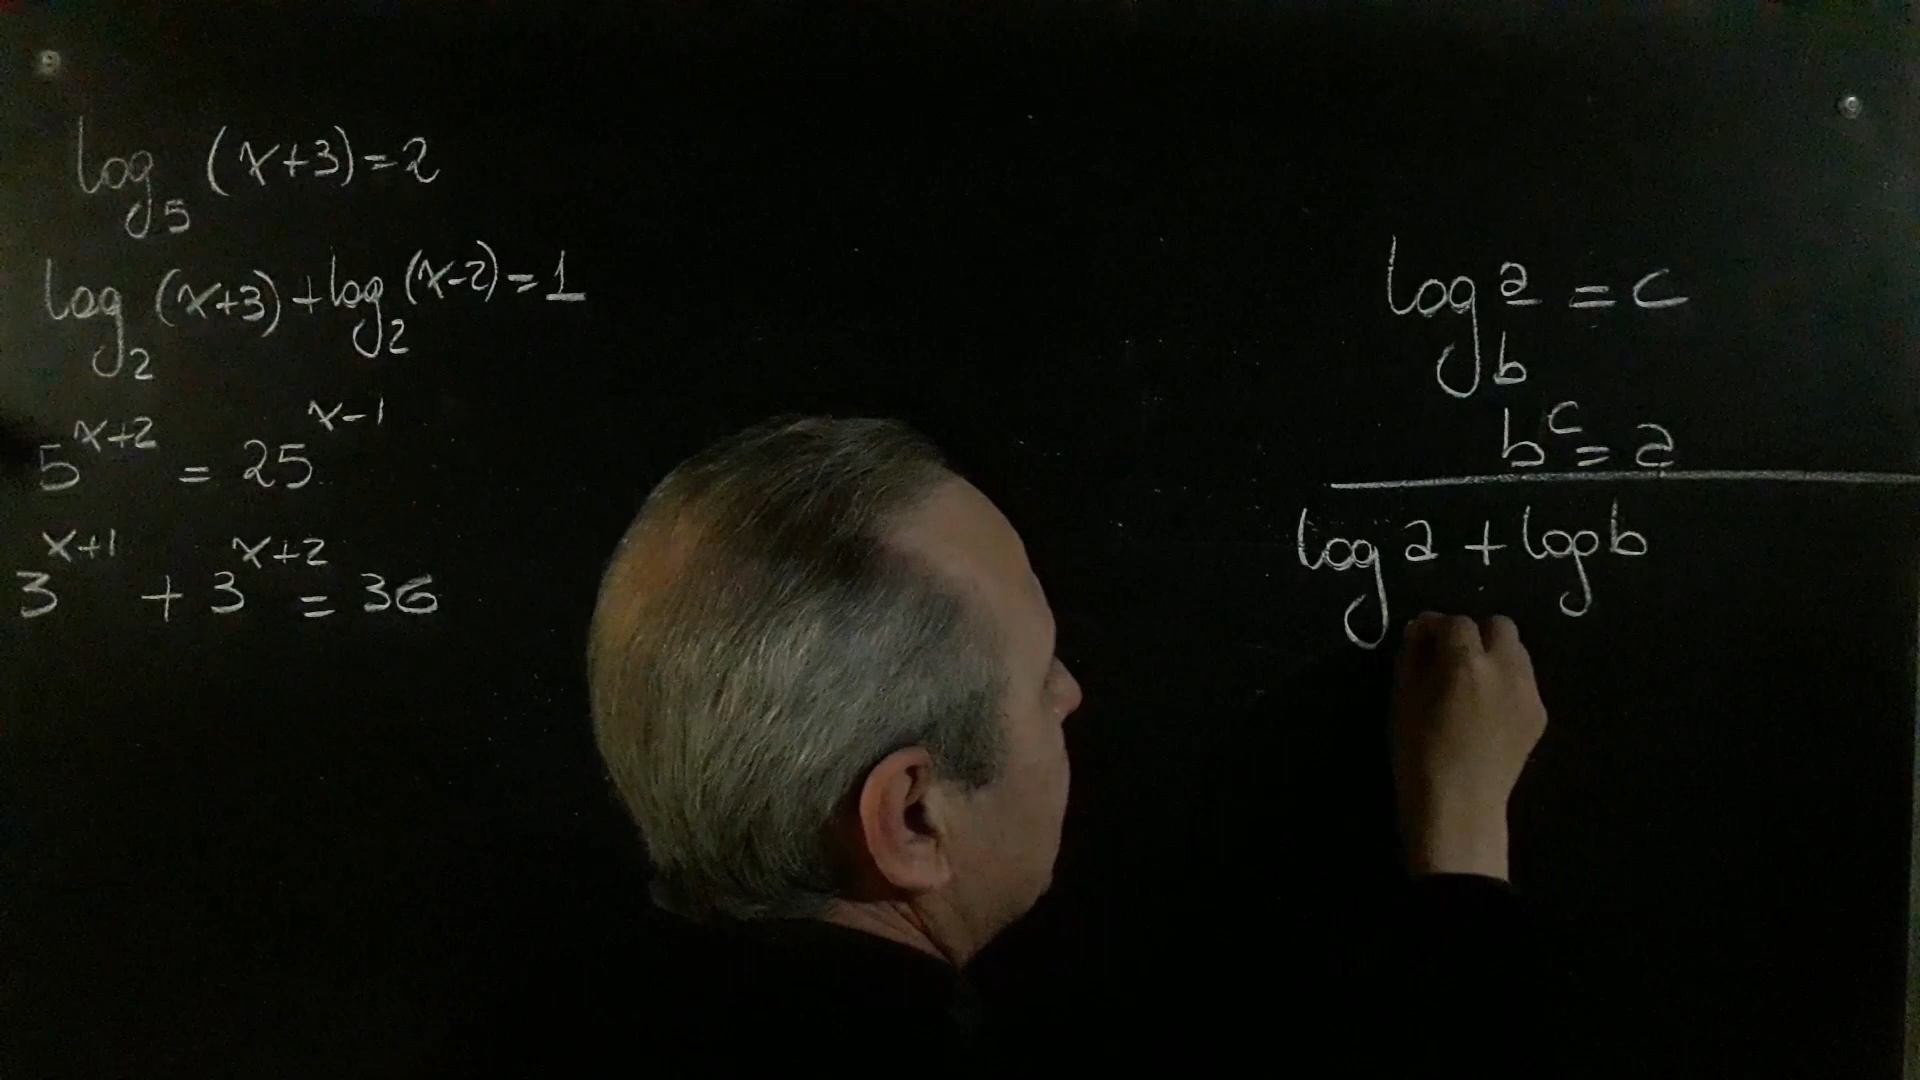 log₅ (x+3)=2
log₂ (x+3)+log₂ (x-2)=1
5^(x+2) = 25^(x-1)
3^(x+1) + 3^(x+2) = 36
log_b a = c
b^c = a
log a + log b